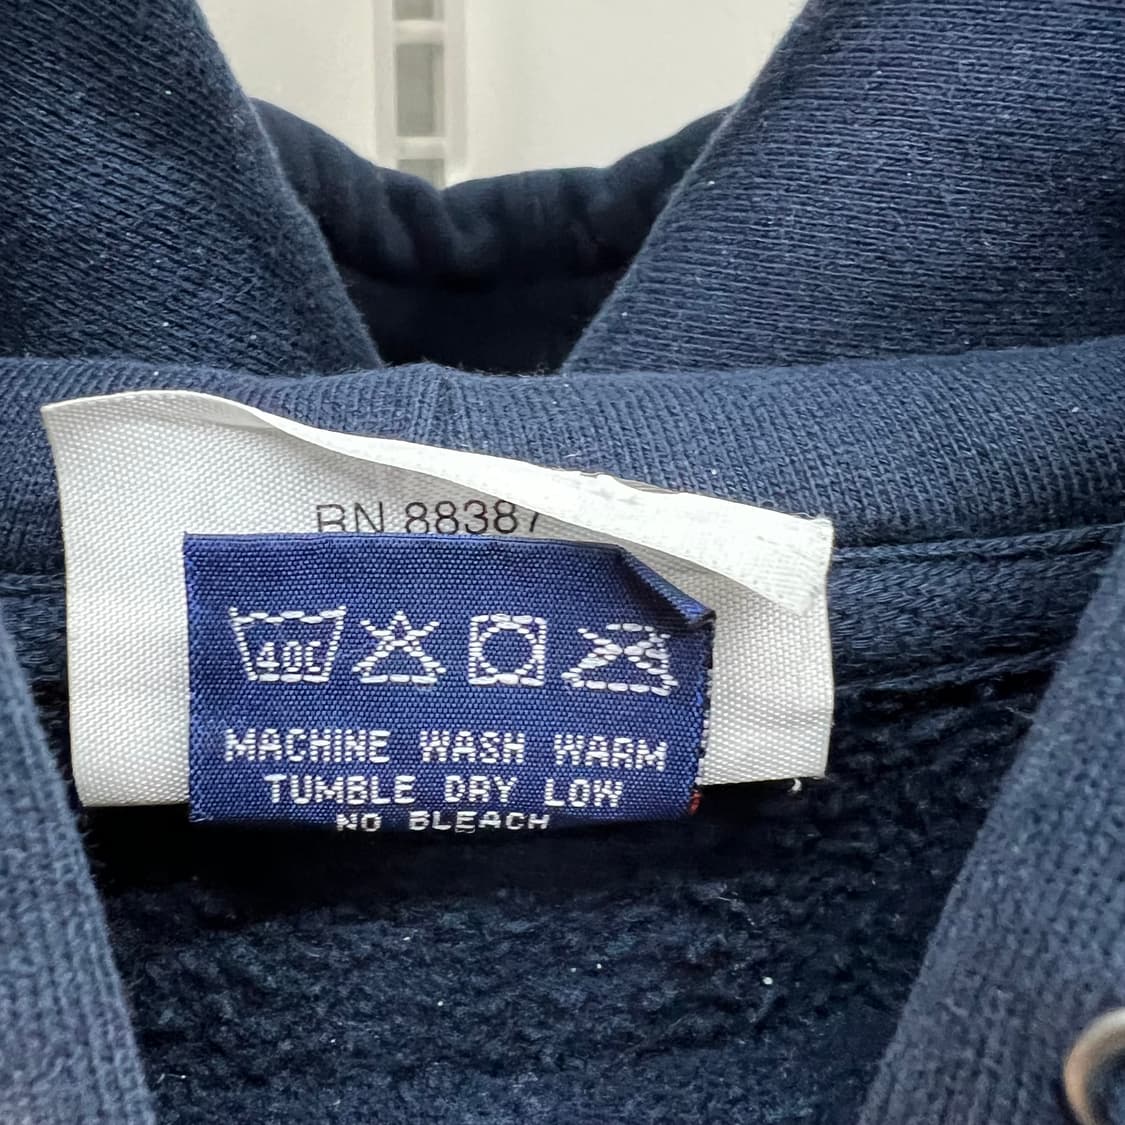 RN 88387
40C
MACHINE WASH WARM
TUMBLE DRY LOW
NO BLEACH